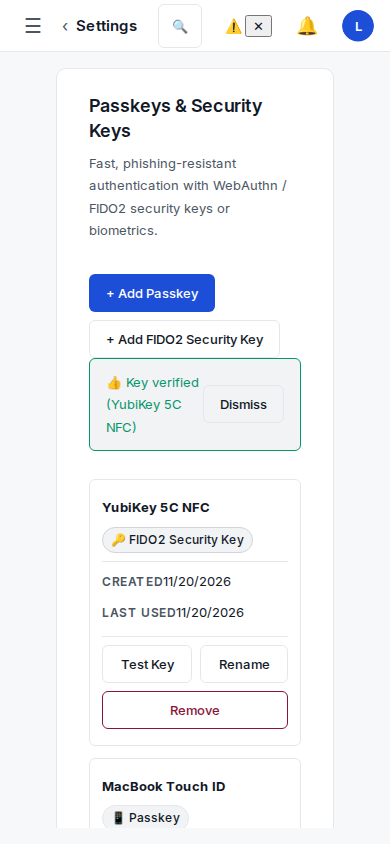 ☰ ‹ Settings 🔍 ⚠️ ✕ 🔔 L
Passkeys & Security
Keys
Fast, phishing-resistant
authentication with WebAuthn /
FIDO2 security keys or
biometrics.
+ Add Passkey
+ Add FIDO2 Security Key
👍 Key verified
(YubiKey 5C
NFC)
Dismiss
YubiKey 5C NFC
🔑 FIDO2 Security Key
CREATED11/20/2026
LAST USED11/20/2026
Test Key Rename
Remove
MacBook Touch ID
📱 Passkey